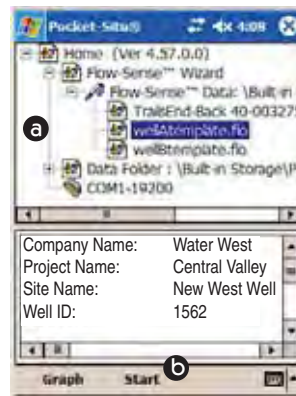 Pocket-Situ® 4:09
Home (Ver 4.57.0.0)
Flow-Sense™ Wizard
Flow-Sense™ Data: \Built-in
TrailsEnd-Back 40-00327
wellAtemplate.flo
wellBtemplate.flo
Data Folder : \Built-in Storage\P
COM1-19200
a
Company Name: Water West
Project Name: Central Valley
Site Name: New West Well
Well ID: 1562
b
Graph Start